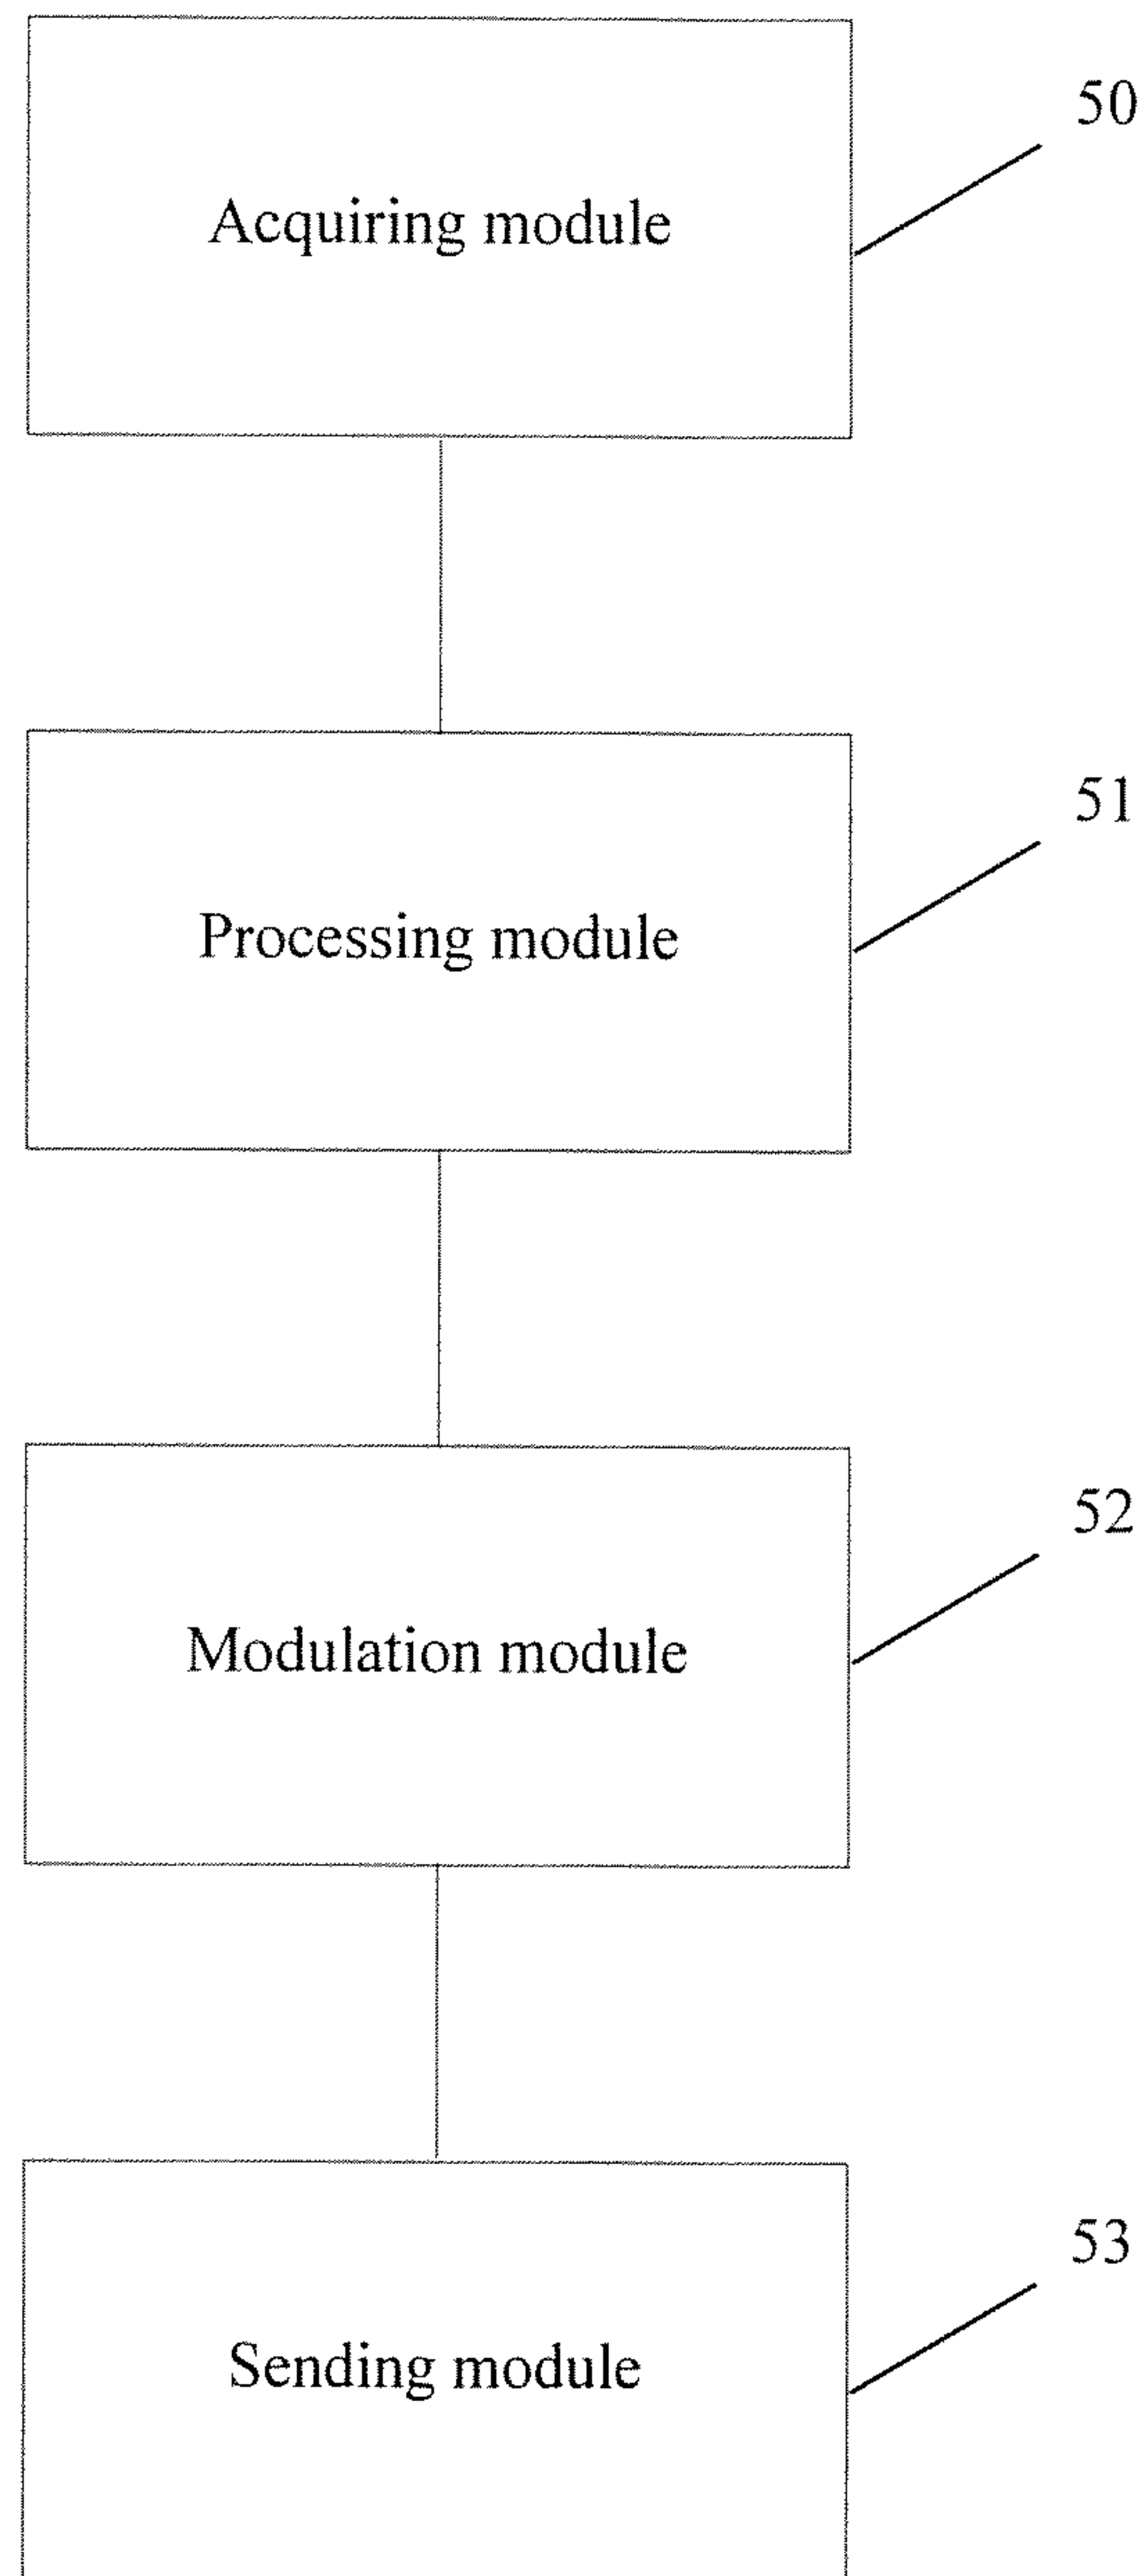 50
Acquiring module
51
Processing module
52
Modulation module
53
Sending module